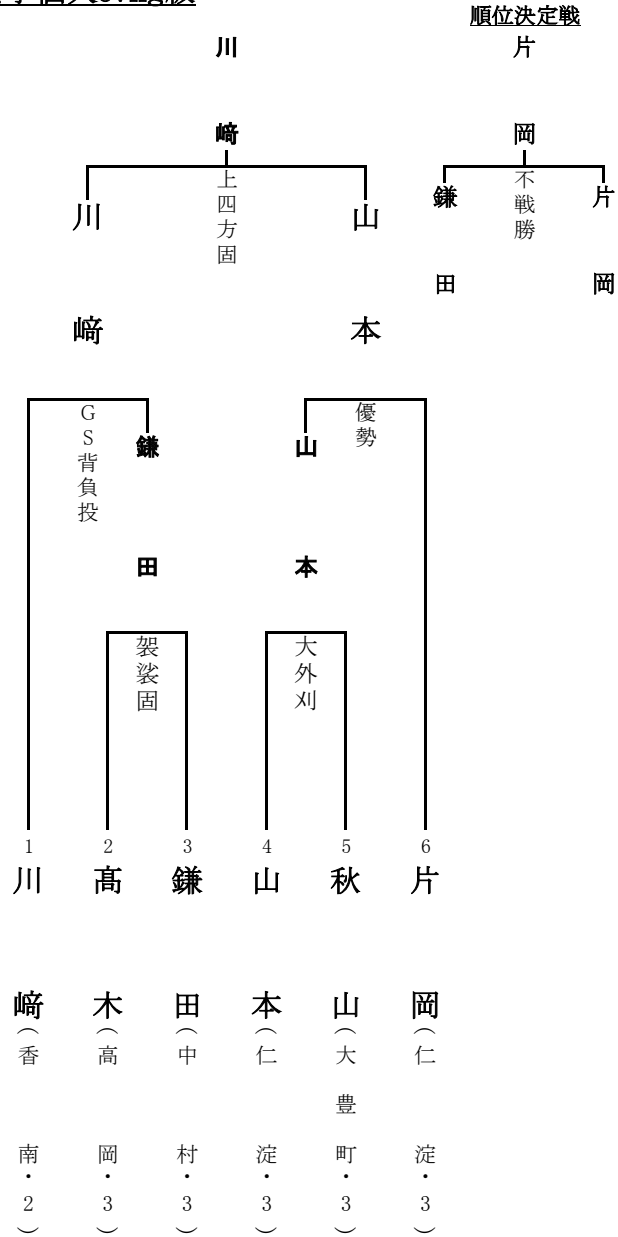 順位決定戦
川﨑
片岡
上四方固
不戦勝
川﨑
山本
鎌田
片岡
GS背負投
優勢
鎌田
山本
袈裟固
大外刈
1
2
3
4
5
6
川﨑(香南・2)
髙木(高岡・3)
鎌田(中村・3)
山本(仁淀・3)
秋山(大豊町・3)
片岡(仁淀・3)